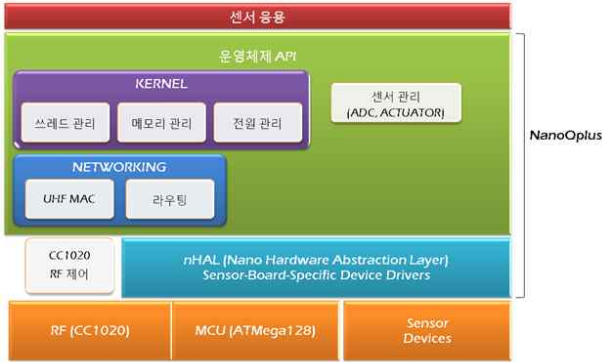 센서 응용
운영체제 API
KERNEL
쓰레드 관리
메모리 관리
전원 관리
센서 관리
(ADC, ACTUATOR)
NanoQplus
NETWORKING
UHF MAC
라우팅
CC1020
RF 제어
nHAL (Nano Hardware Abstraction Layer)
Sensor-Board-Specific Device Drivers
RF (CC1020)
MCU (ATMega128)
Sensor
Devices